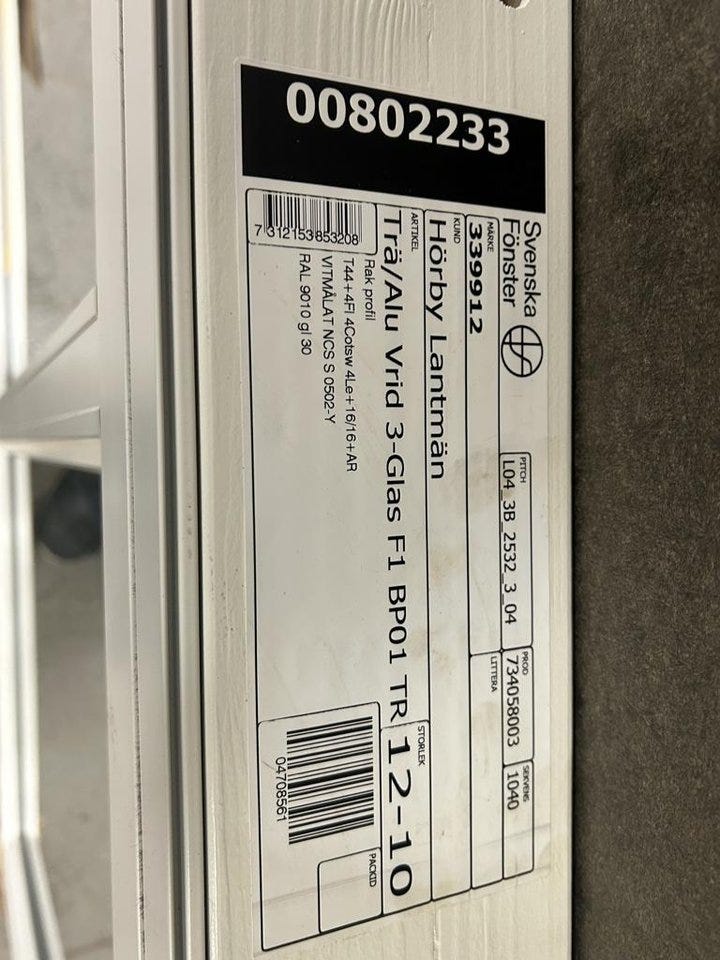 00802233
Svenska
Fönster
PITCH
L04_3B_2532_3_04
PROD
734058003
SEKVENS
1040
MÄRKE
339912
LITTERA
KUND
Hörby Lantmän
ARTIKEL
Trä/Alu Vrid 3-Glas F1 BP01 TR
STORLEK
12-10
7 312153 853208
Rak profil
T44+4Fl 4Cotsw 4Le+16/16+AR
VITMÅLAT NCS S 0502-Y
RAL 9010 gl 30
04708561
PACKID